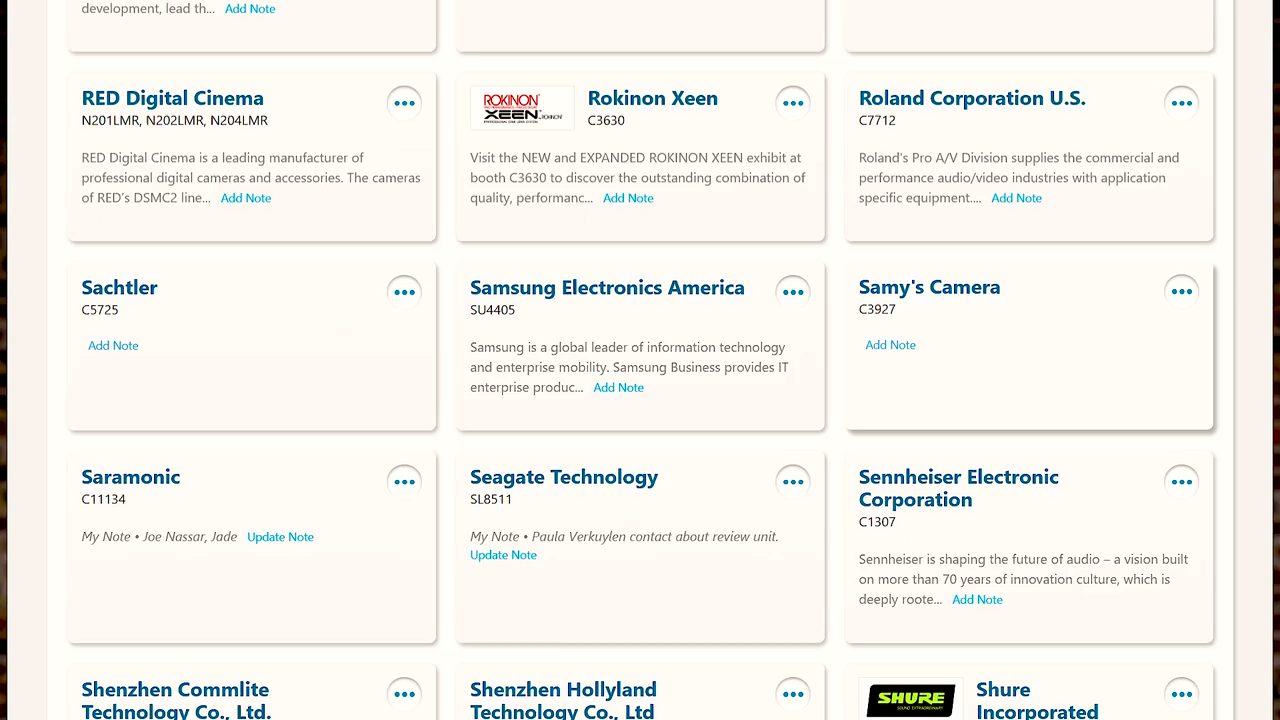 development, lead th... Add Note
RED Digital Cinema
N201LMR, N202LMR, N204LMR
RED Digital Cinema is a leading manufacturer of
professional digital cameras and accessories. The cameras
of RED's DSMC2 line... Add Note
ROKINON
XEEN
Rokinon Xeen
C3630
Visit the NEW and EXPANDED ROKINON XEEN exhibit at
booth C3630 to discover the outstanding combination of
quality, performanc... Add Note
Roland Corporation U.S.
C7712
Roland's Pro A/V Division supplies the commercial and
performance audio/video industries with application
specific equipment.... Add Note
Sachtler
C5725
Add Note
Samsung Electronics America
SU4405
Samsung is a global leader of information technology
and enterprise mobility. Samsung Business provides IT
enterprise produc... Add Note
Samy's Camera
C3927
Add Note
Saramonic
C11134
My Note • Joe Nassar, Jade Update Note
Seagate Technology
SL8511
My Note • Paula Verkuylen contact about review unit.
Update Note
Sennheiser Electronic
Corporation
C1307
Sennheiser is shaping the future of audio – a vision built
on more than 70 years of innovation culture, which is
deeply roote... Add Note
Shenzhen Commlite
Technology Co., Ltd.
Shenzhen Hollyland
Technology Co., Ltd
SHURE
SOUND EXTRAORDINARY
Shure
Incorporated